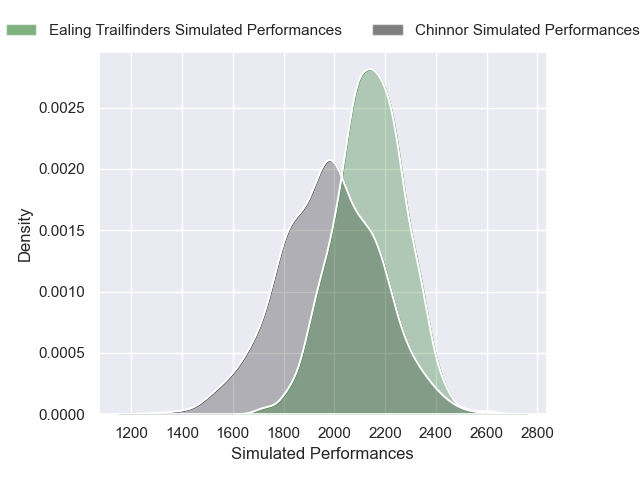 Ealing Trailfinders Simulated Performances
Chinnor Simulated Performances
0.0025
0.0020
0.0015
0.0010
0.0005
0.0000
Density
1200 1400 1600 1800 2000 2200 2400 2600 2800
Simulated Performances